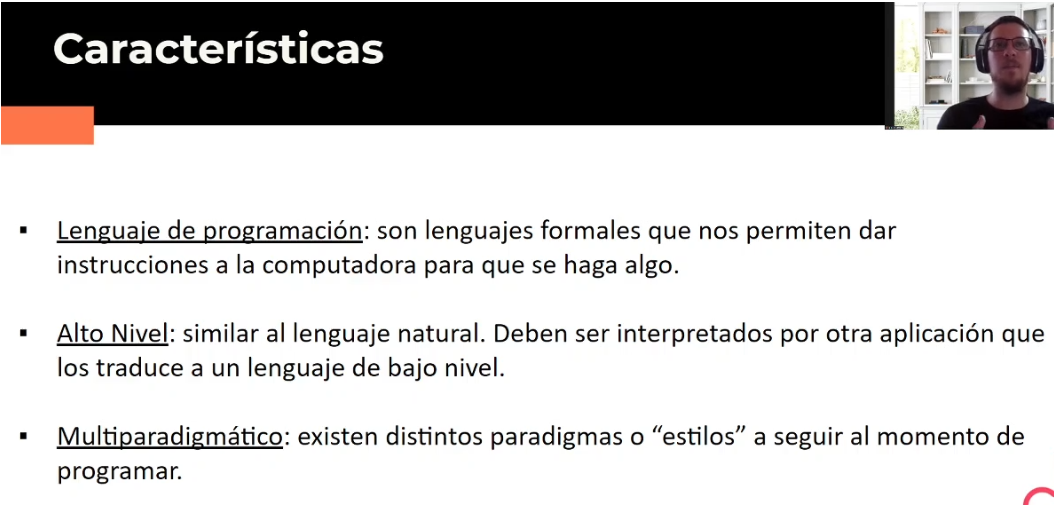 Características
▪ Lenguaje de programación: son lenguajes formales que nos permiten dar
instrucciones a la computadora para que se haga algo.
▪ Alto Nivel: similar al lenguaje natural. Deben ser interpretados por otra aplicación que
los traduce a un lenguaje de bajo nivel.
▪ Multiparadigmático: existen distintos paradigmas o “estilos” a seguir al momento de
programar.